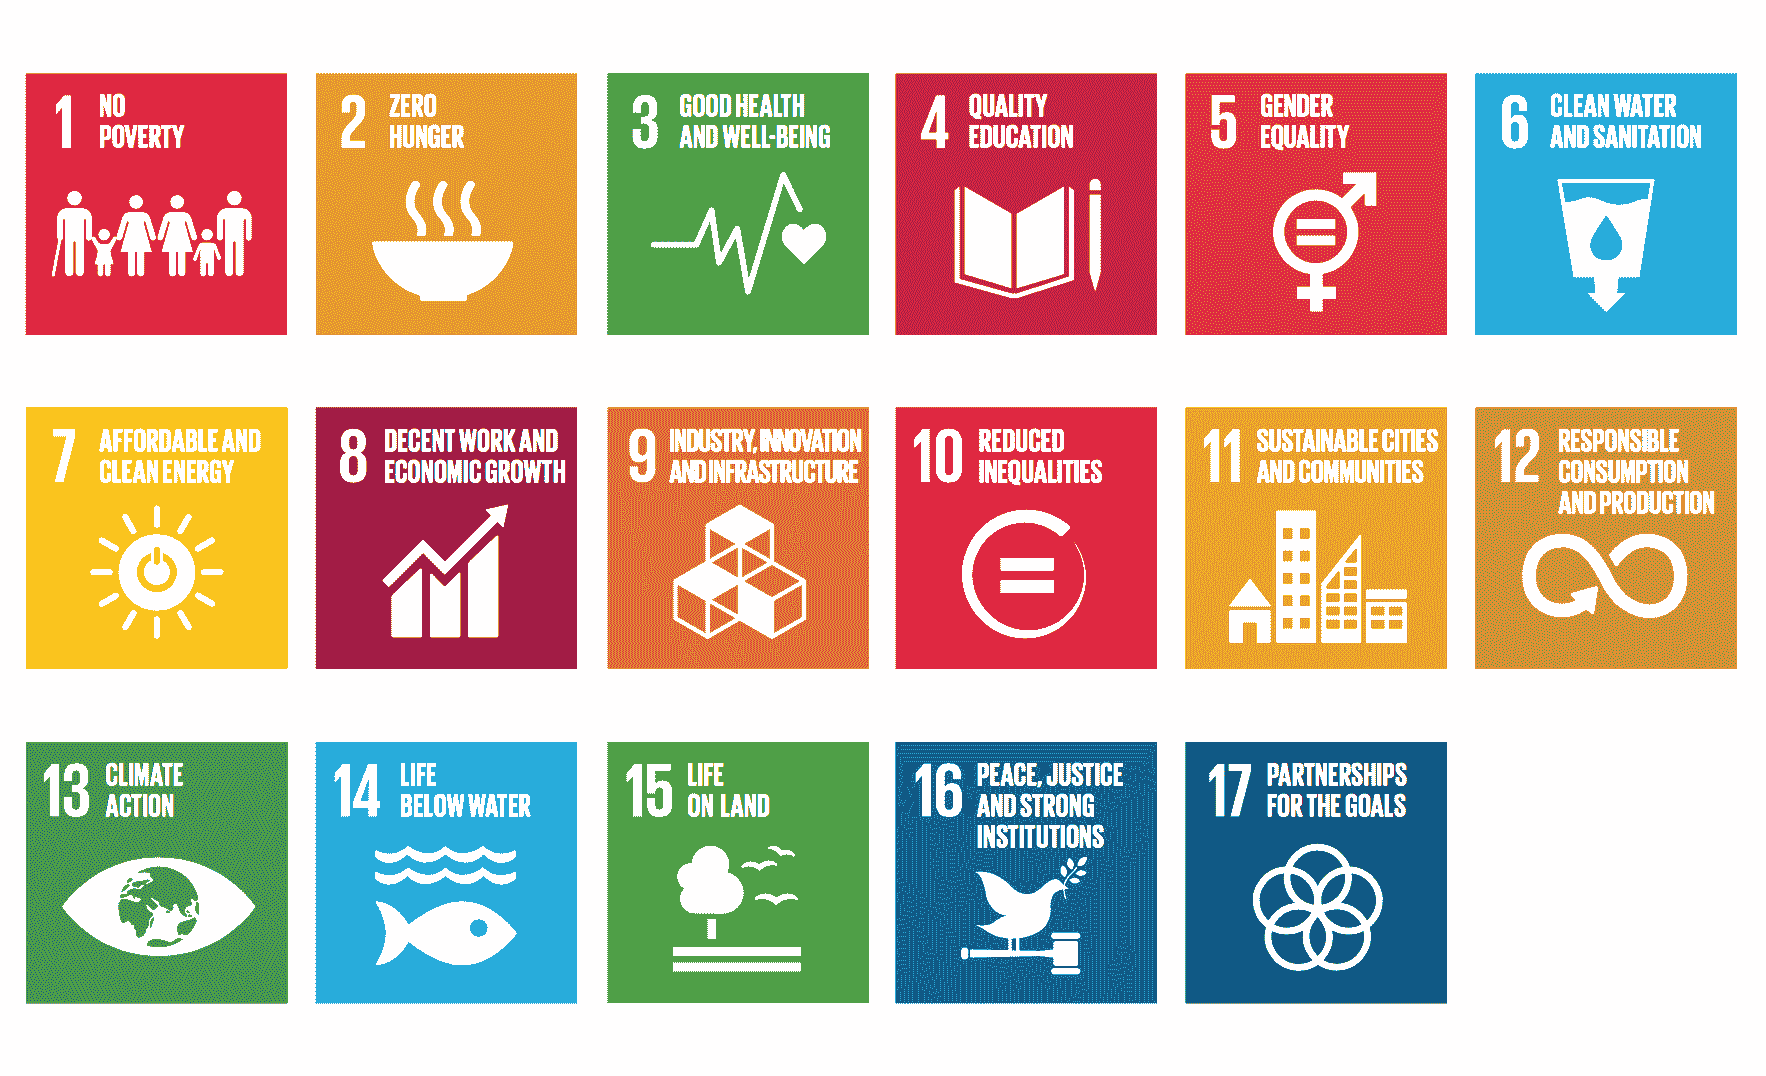 1 NO
POVERTY
2 ZERO
HUNGER
3 GOOD HEALTH
AND WELL-BEING
4 QUALITY
EDUCATION
5 GENDER
EQUALITY
6 CLEAN WATER
AND SANITATION
7 AFFORDABLE AND
CLEAN ENERGY
8 DECENT WORK AND
ECONOMIC GROWTH
9 INDUSTRY, INNOVATION
AND INFRASTRUCTURE
10 REDUCED
INEQUALITIES
11 SUSTAINABLE CITIES
AND COMMUNITIES
12 RESPONSIBLE
CONSUMPTION
AND PRODUCTION
13 CLIMATE
ACTION
14 LIFE
BELOW WATER
15 LIFE
ON LAND
16 PEACE, JUSTICE
AND STRONG
INSTITUTIONS
17 PARTNERSHIPS
FOR THE GOALS